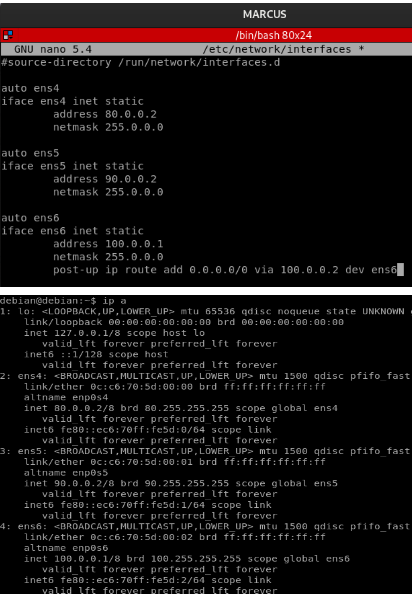 MARCUS
/bin/bash 80x24
GNU nano 5.4 /etc/network/interfaces *
#source-directory /run/network/interfaces.d
auto ens4
iface ens4 inet static
address 80.0.0.2
netmask 255.0.0.0
auto ens5
iface ens5 inet static
address 90.0.0.2
netmask 255.0.0.0
auto ens6
iface ens6 inet static
address 100.0.0.1
netmask 255.0.0.0
post-up ip route add 0.0.0.0/0 via 100.0.0.2 dev ens6
debian@debian:~$ ip a
1: lo: <LOOPBACK,UP,LOWER_UP> mtu 65536 qdisc noqueue state UNKNOWN
link/loopback 00:00:00:00:00:00 brd 00:00:00:00:00:00
inet 127.0.0.1/8 scope host lo
valid_lft forever preferred_lft forever
inet6 ::1/128 scope host
valid_lft forever preferred_lft forever
2: ens4: <BROADCAST,MULTICAST,UP,LOWER_UP> mtu 1500 qdisc pfifo_fast
link/ether 0c:c6:70:5d:00:00 brd ff:ff:ff:ff:ff:ff
altname enp0s4
inet 80.0.0.2/8 brd 80.255.255.255 scope global ens4
valid_lft forever preferred_lft forever
inet6 fe80::ec6:70ff:fe5d:0/64 scope link
valid_lft forever preferred_lft forever
3: ens5: <BROADCAST,MULTICAST,UP,LOWER_UP> mtu 1500 qdisc pfifo_fast
link/ether 0c:c6:70:5d:00:01 brd ff:ff:ff:ff:ff:ff
altname enp0s5
inet 90.0.0.2/8 brd 90.255.255.255 scope global ens5
valid_lft forever preferred_lft forever
inet6 fe80::ec6:70ff:fe5d:1/64 scope link
valid_lft forever preferred_lft forever
4: ens6: <BROADCAST,MULTICAST,UP,LOWER_UP> mtu 1500 qdisc pfifo_fast
link/ether 0c:c6:70:5d:00:02 brd ff:ff:ff:ff:ff:ff
altname enp0s6
inet 100.0.0.1/8 brd 100.255.255.255 scope global ens6
valid_lft forever preferred_lft forever
inet6 fe80::ec6:70ff:fe5d:2/64 scope link
valid_lft forever preferred_lft forever